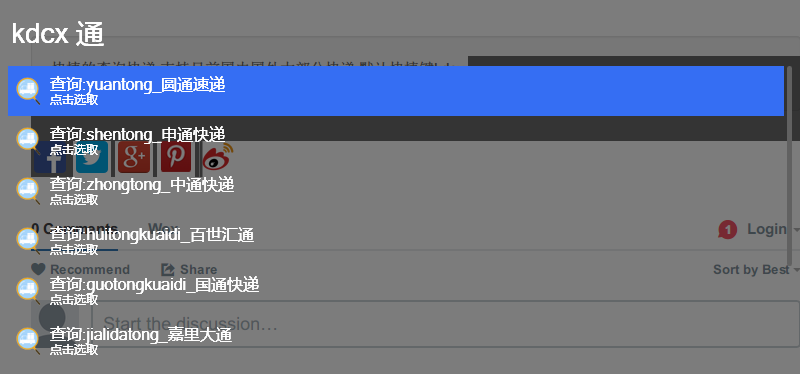 kdcx 通
查询:yuantong_圆通速递
点击选取
查询:shentong_申通快递
点击选取
查询:zhongtong_中通快递
点击选取
查询:huitongkuaidi_百世汇通
点击选取
0 Comments
1
Login
查询:guotongkuaidi_国通快递
点击选取
Recommend
Share
Sort by Best
查询:jialidatong_嘉里大通
点击选取
Start the discussion…